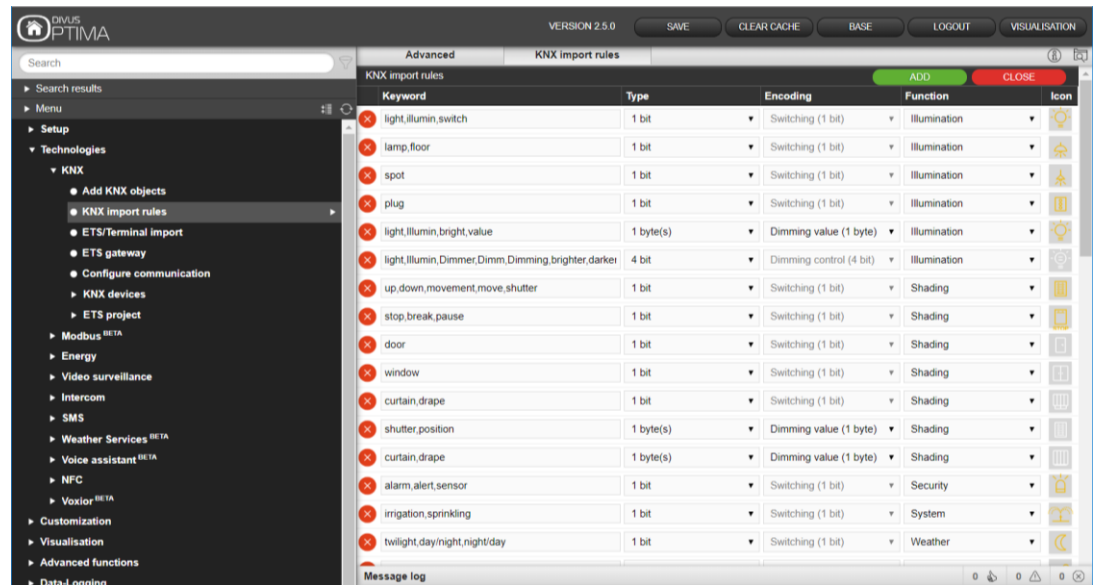 DIVUS
OPTIMA
VERSION 2.5.0
SAVE
CLEAR CACHE
BASE
LOGOUT
VISUALISATION
Search
Search results
Menu
Setup
Technologies
KNX
Add KNX objects
KNX import rules
ETS/Terminal import
ETS gateway
Configure communication
KNX devices
ETS project
Modbus BETA
Energy
Video surveillance
Intercom
SMS
Weather Services BETA
Voice assistant BETA
NFC
Voxior BETA
Customization
Visualisation
Advanced functions
Data-Logging
Advanced
KNX import rules
KNX import rules
ADD
CLOSE
Keyword Type Encoding Function Icon
light,illumin,switch 1 bit Switching (1 bit) Illumination
lamp,floor 1 bit Switching (1 bit) Illumination
spot 1 bit Switching (1 bit) Illumination
plug 1 bit Switching (1 bit) Illumination
light,Illumin,bright,value 1 byte(s) Dimming value (1 byte) Illumination
light,Illumin,Dimmer,Dimm,Dimming,brighter,darker 4 bit Dimming control (4 bit) Illumination
up,down,movement,move,shutter 1 bit Switching (1 bit) Shading
stop,break,pause 1 bit Switching (1 bit) Shading
door 1 bit Switching (1 bit) Shading
window 1 bit Switching (1 bit) Shading
curtain,drape 1 bit Switching (1 bit) Shading
shutter,position 1 byte(s) Dimming value (1 byte) Shading
curtain,drape 1 byte(s) Dimming value (1 byte) Shading
alarm,alert,sensor 1 bit Switching (1 bit) Security
irrigation,sprinkling 1 bit Switching (1 bit) System
twilight,day/night,night/day 1 bit Switching (1 bit) Weather
Message log 0 0 0